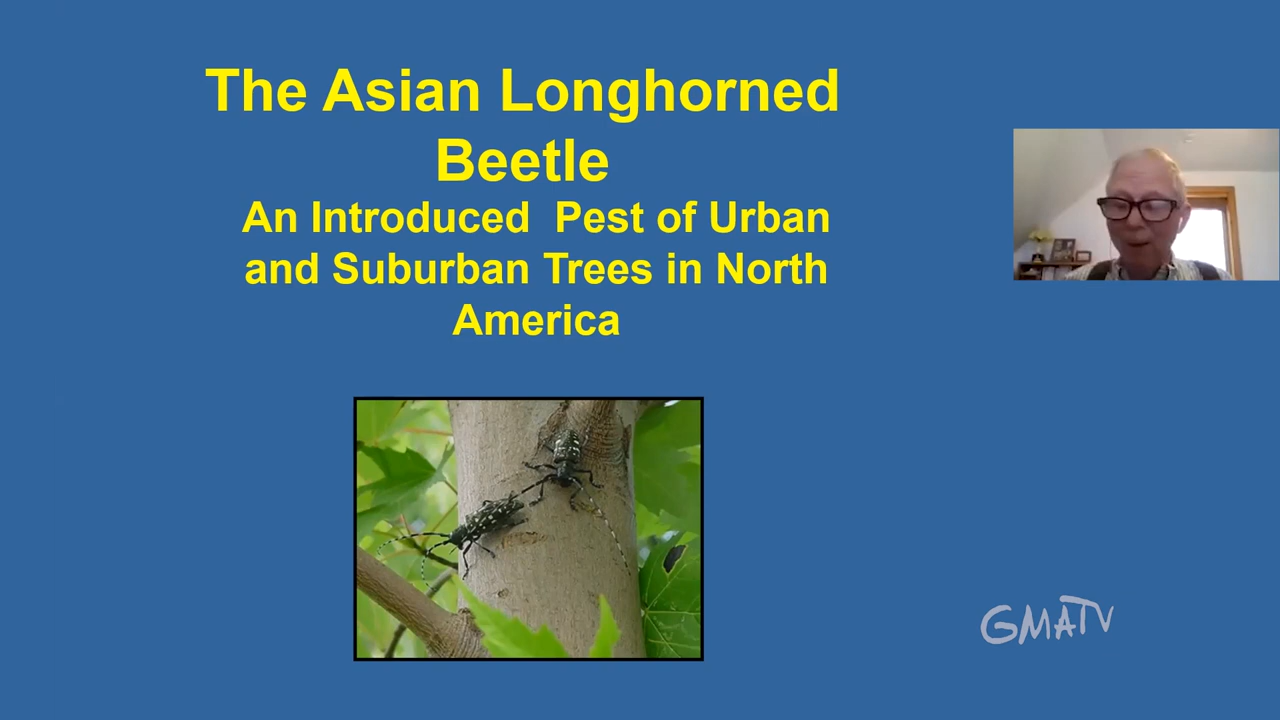 The Asian Longhorned
Beetle
An Introduced  Pest of Urban
and Suburban Trees in North
America
GMATV